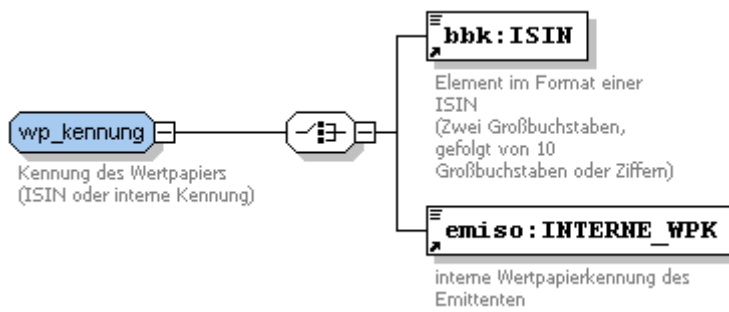 bbk:ISIN
Element im Format einer
ISIN
(Zwei Großbuchstaben,
gefolgt von 10
Großbuchstaben oder Ziffern)
wp_kennung
Kennung des Wertpapiers
(ISIN oder interne Kennung)
emiso:INTERNE_WPK
interne Wertpapierkennung des
Emittenten